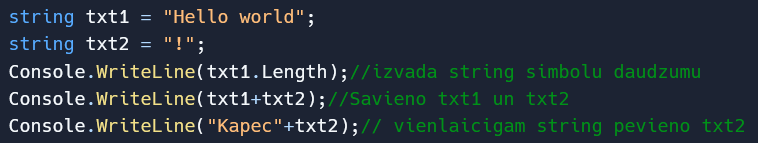 string txt1 = "Hello world";
string txt2 = "!";
Console.WriteLine(txt1.Length);//izvada string simbolu daudzumu
Console.WriteLine(txt1+txt2);//Savieno txt1 un txt2
Console.WriteLine("Kapec"+txt2);// vienlaicigam string pevieno txt2